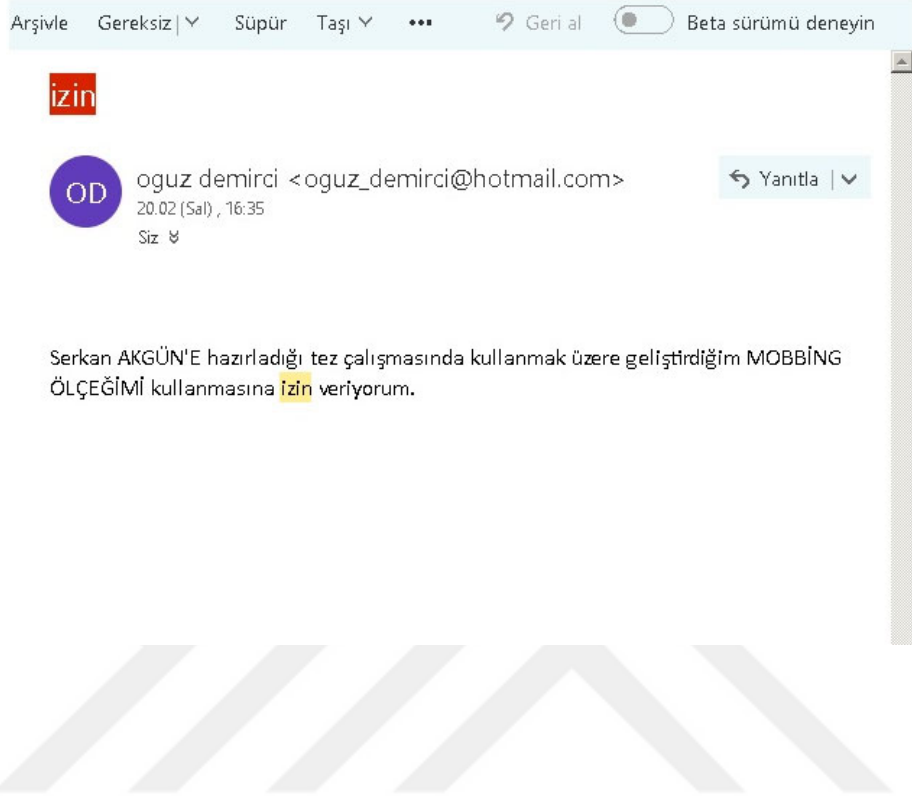 Arşivle Gereksiz | Süpür Taşı ••• Geri al Beta sürümü deneyin
izin
OD oguz demirci <oguz_demirci@hotmail.com> Yanıtla |
20.02 (Sal) , 16:35
Siz
Serkan AKGÜN'E hazırladığı tez çalışmasında kullanmak üzere geliştirdiğim MOBBİNG
ÖLÇEĞİMİ kullanmasına izin veriyorum.